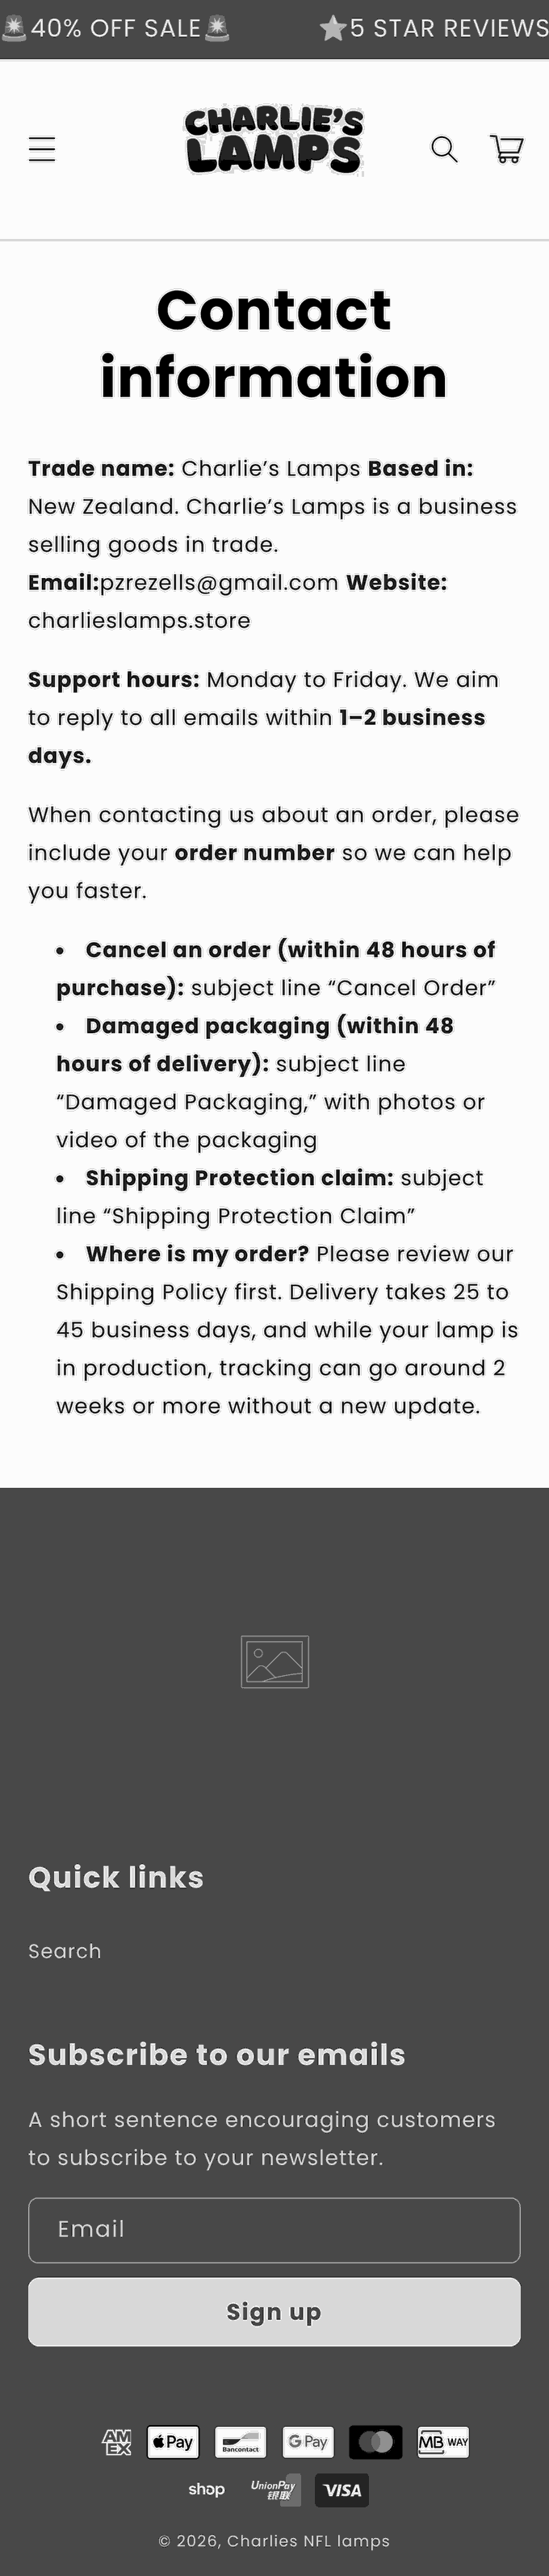 🚨40% OFF SALE🚨 ⭐5 STAR REVIEWS
CHARLIE'S
LAMPS
Contact
information
Trade name: Charlie’s Lamps Based in:
New Zealand. Charlie’s Lamps is a business
selling goods in trade.
Email:pzrezells@gmail.com Website:
charlieslamps.store
Support hours: Monday to Friday. We aim
to reply to all emails within 1–2 business
days.
When contacting us about an order, please
include your order number so we can help
you faster.
• Cancel an order (within 48 hours of
purchase): subject line “Cancel Order”
• Damaged packaging (within 48
hours of delivery): subject line
“Damaged Packaging,” with photos or
video of the packaging
• Shipping Protection claim: subject
line “Shipping Protection Claim”
• Where is my order? Please review our
Shipping Policy first. Delivery takes 25 to
45 business days, and while your lamp is
in production, tracking can go around 2
weeks or more without a new update.
Quick links
Search
Subscribe to our emails
A short sentence encouraging customers
to subscribe to your newsletter.
Email
Sign up
AM EX Pay Bancontact G Pay MB WAY
shop UnionPay 银联 VISA
© 2026, Charlies NFL lamps